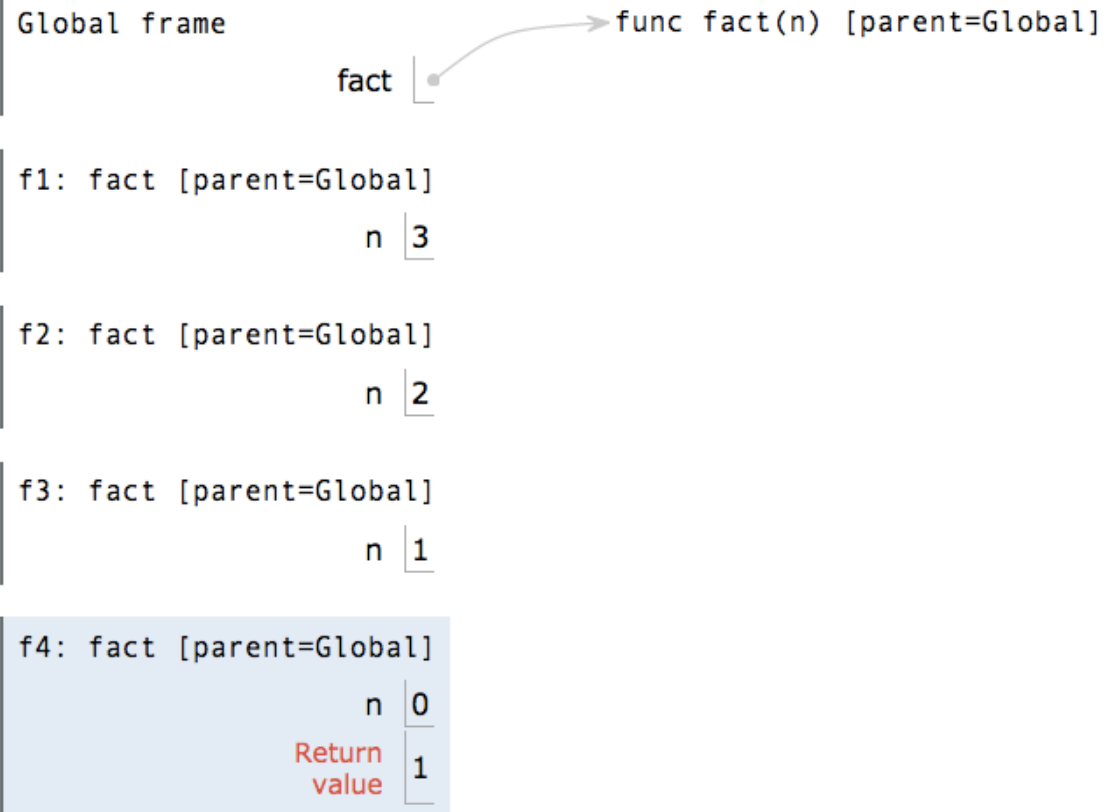 Global frame
func fact(n) [parent=Global]
fact
f1: fact [parent=Global]
n 3
f2: fact [parent=Global]
n 2
f3: fact [parent=Global]
n 1
f4: fact [parent=Global]
n 0
Return
value 1